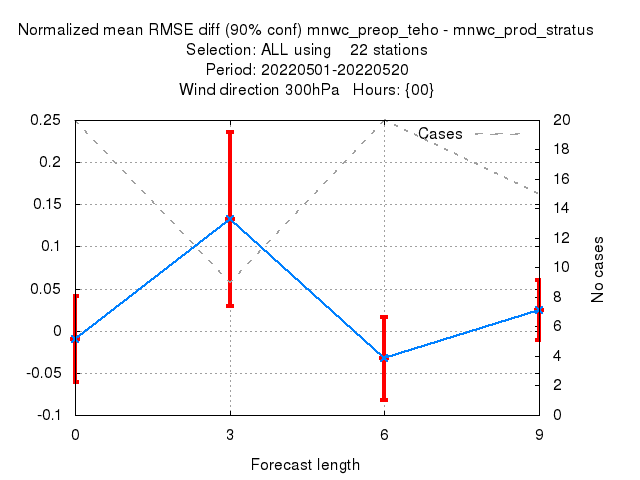 Normalized mean RMSE diff (90% conf) mnwc_preop_teho - mnwc_prod_stratus
Selection: ALL using    22 stations
Period: 20220501-20220520
Wind direction 300hPa   Hours: {00}
Cases
0.25
0.2
0.15
0.1
0.05
0
-0.05
-0.1
20
18
16
14
12
10
8
6
4
2
0
No cases
0 3 6 9
Forecast length